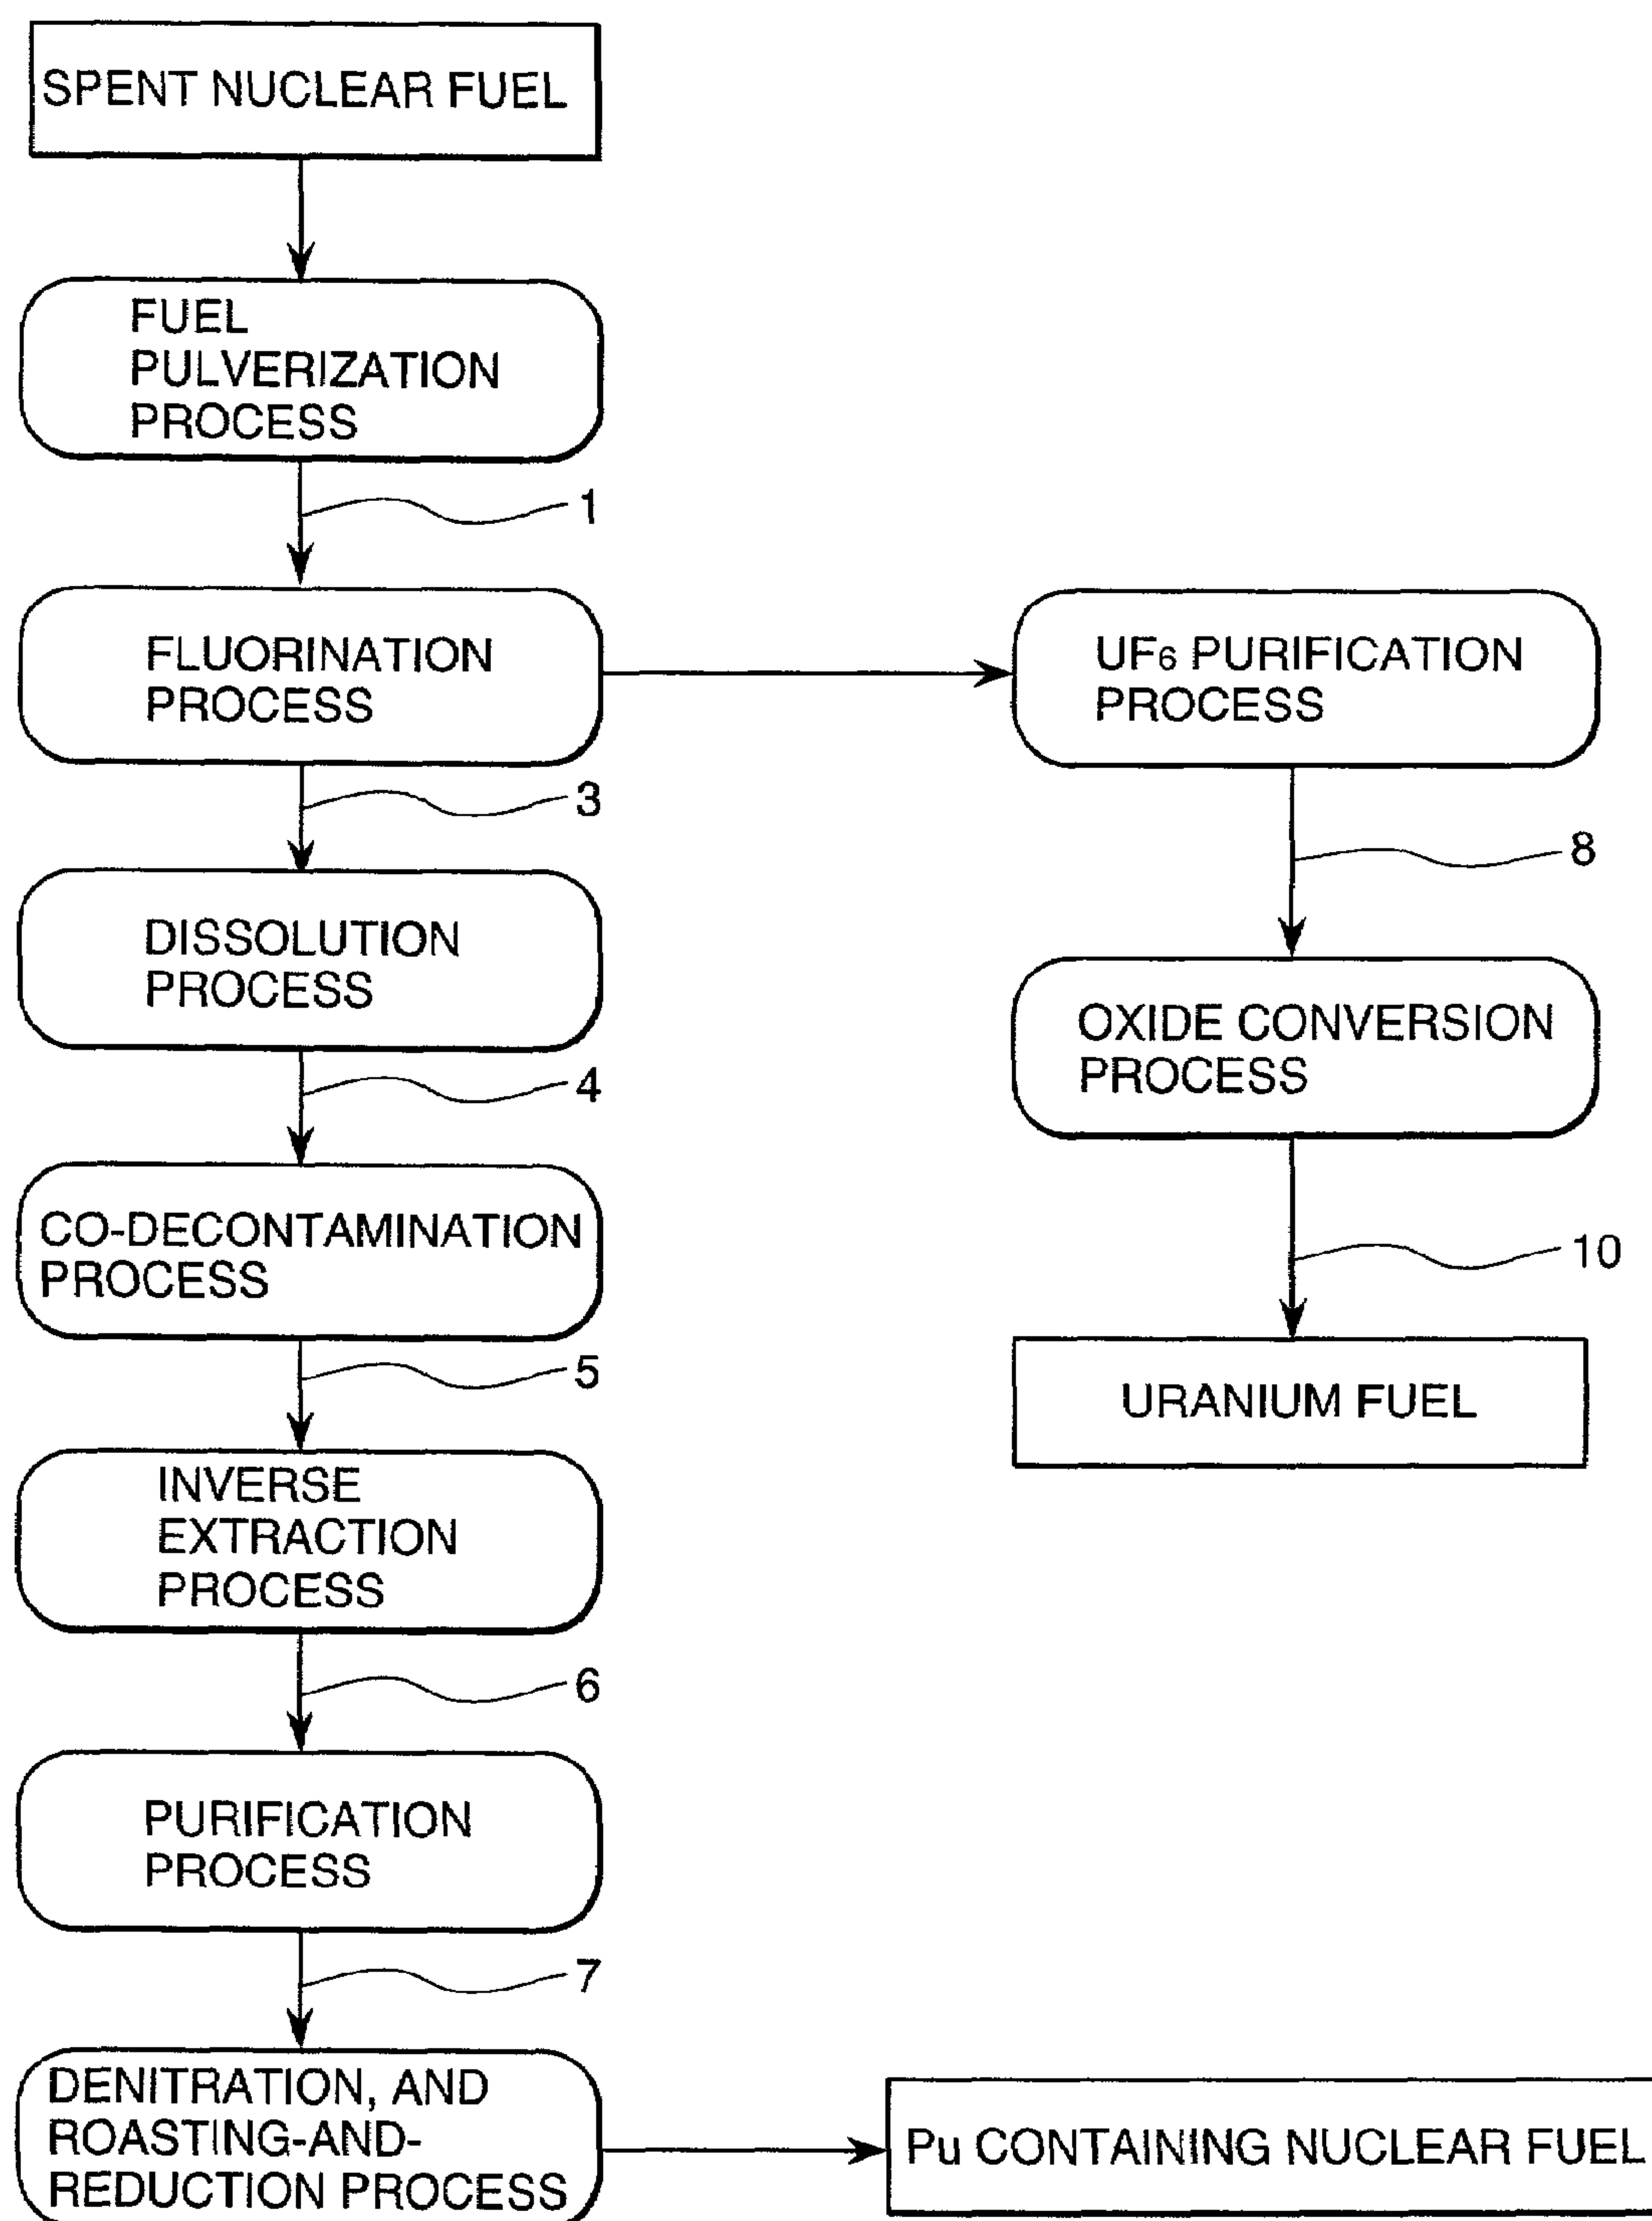 SPENT NUCLEAR FUEL
FUEL
PULVERIZATION
PROCESS
1
FLUORINATION
PROCESS
UF6 PURIFICATION
PROCESS
3
8
DISSOLUTION
PROCESS
OXIDE CONVERSION
PROCESS
4
CO-DECONTAMINATION
PROCESS
10
5
URANIUM FUEL
INVERSE
EXTRACTION
PROCESS
6
PURIFICATION
PROCESS
7
DENITRATION, AND
ROASTING-AND-
REDUCTION PROCESS
Pu CONTAINING NUCLEAR FUEL